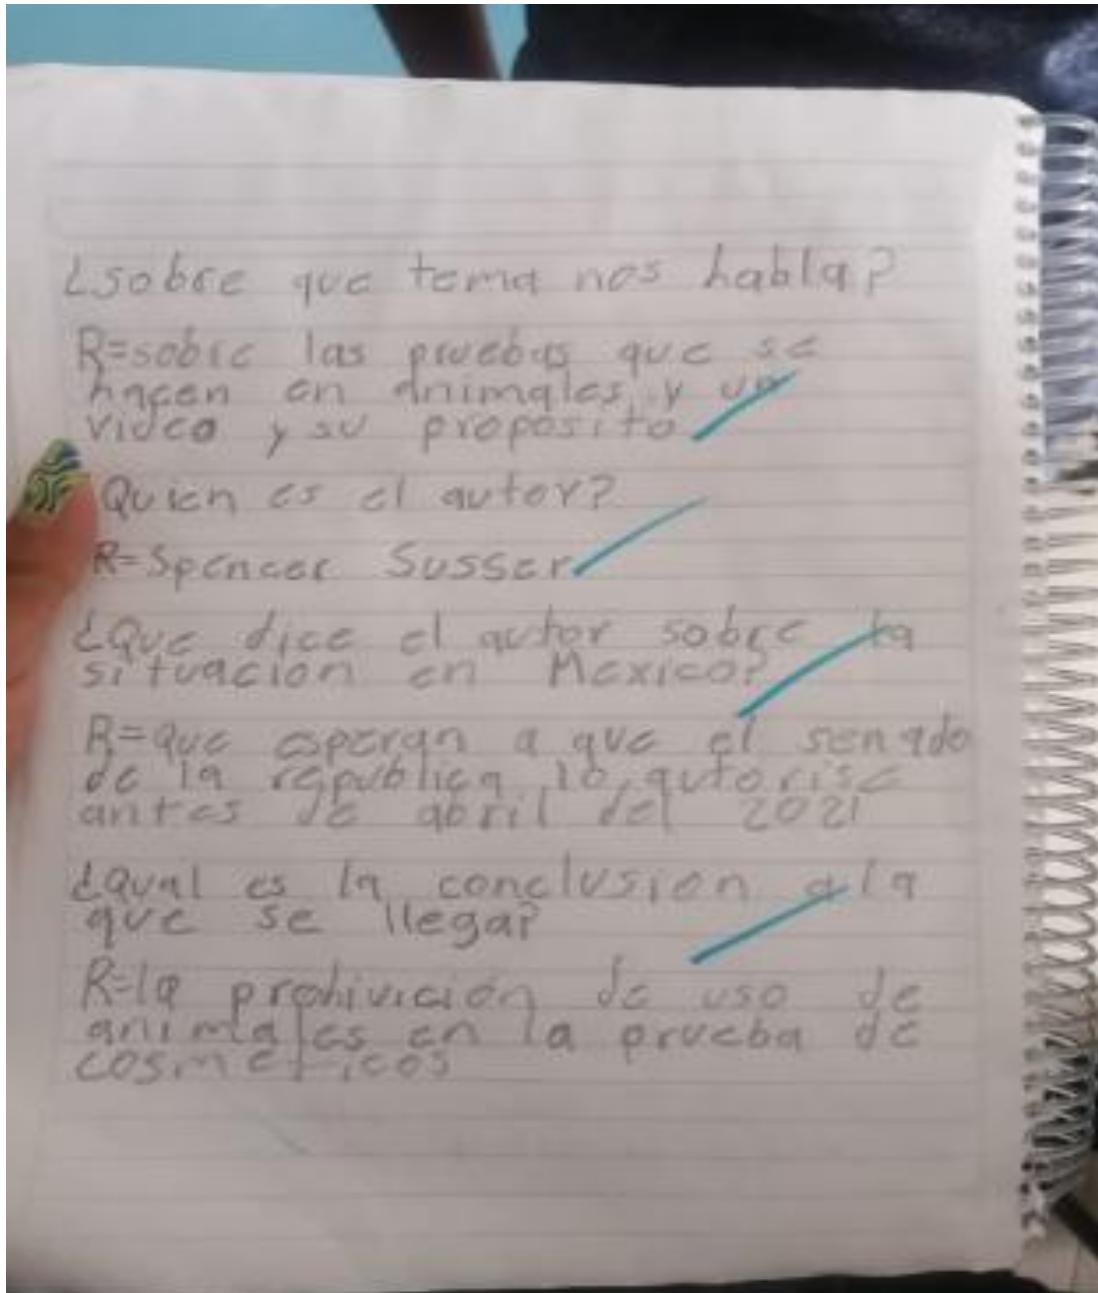 ¿sobre que tema nos habla?
R=sobre las pruebas que se
hacen en animales y un
video y su proposito
Quien es el autor?
R=Spencer Susser
¿Que dice el autor sobre la
situacion en Mexico?
R=que esperan a que el senado
de la republica lo autorise
antes de abril del 2021
¿Qual es la conclusion a la
que se llega?
R=la prohivición de uso de
animales en la prueba de
cosmeticos